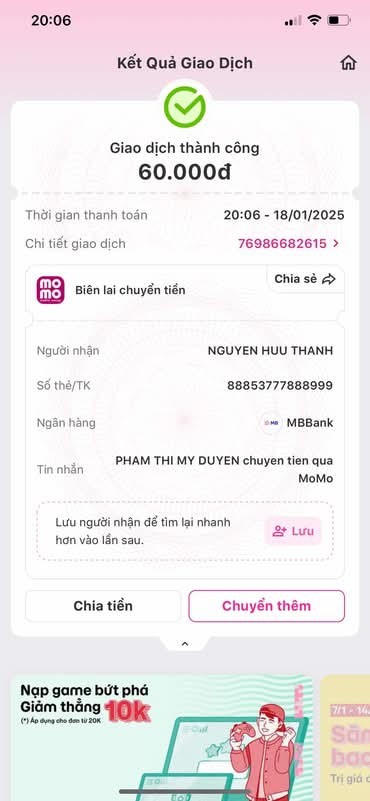 20:06
Kết Quả Giao Dịch
Giao dịch thành công
60.000đ
Thời gian thanh toán 20:06 - 18/01/2025
Chi tiết giao dịch 76986682615 >
Chia sẻ
mo mo
Biên lai chuyển tiền
Người nhận NGUYEN HUU THANH
Số thẻ/TK 88853777888999
Ngân hàng MB MBBank
Tin nhắn PHAM THI MY DUYEN chuyen tien qua
MoMo
Lưu người nhận để tìm lại nhanh
hơn vào lần sau.
Lưu
Chia tiền Chuyển thêm
Nạp game bứt phá
Giảm thẳng 10k
(*) Áp dụng cho đơn từ 20K
7/1 - 14
Trị giá